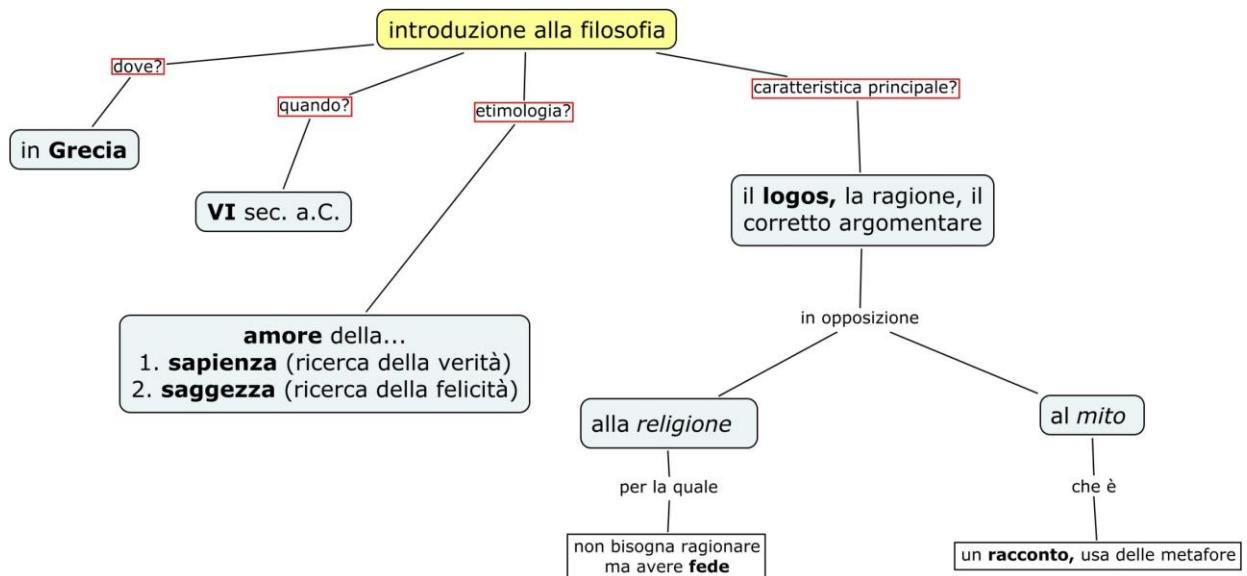 introduzione alla filosofia
dove?
quando?
etimologia?
caratteristica principale?
in Grecia
VI sec. a.C.
il logos, la ragione, il
corretto argomentare
amore della...
1. sapienza (ricerca della verità)
2. saggezza (ricerca della felicità)
in opposizione
alla religione
al mito
per la quale
che è
non bisogna ragionare
ma avere fede
un racconto, usa delle metafore